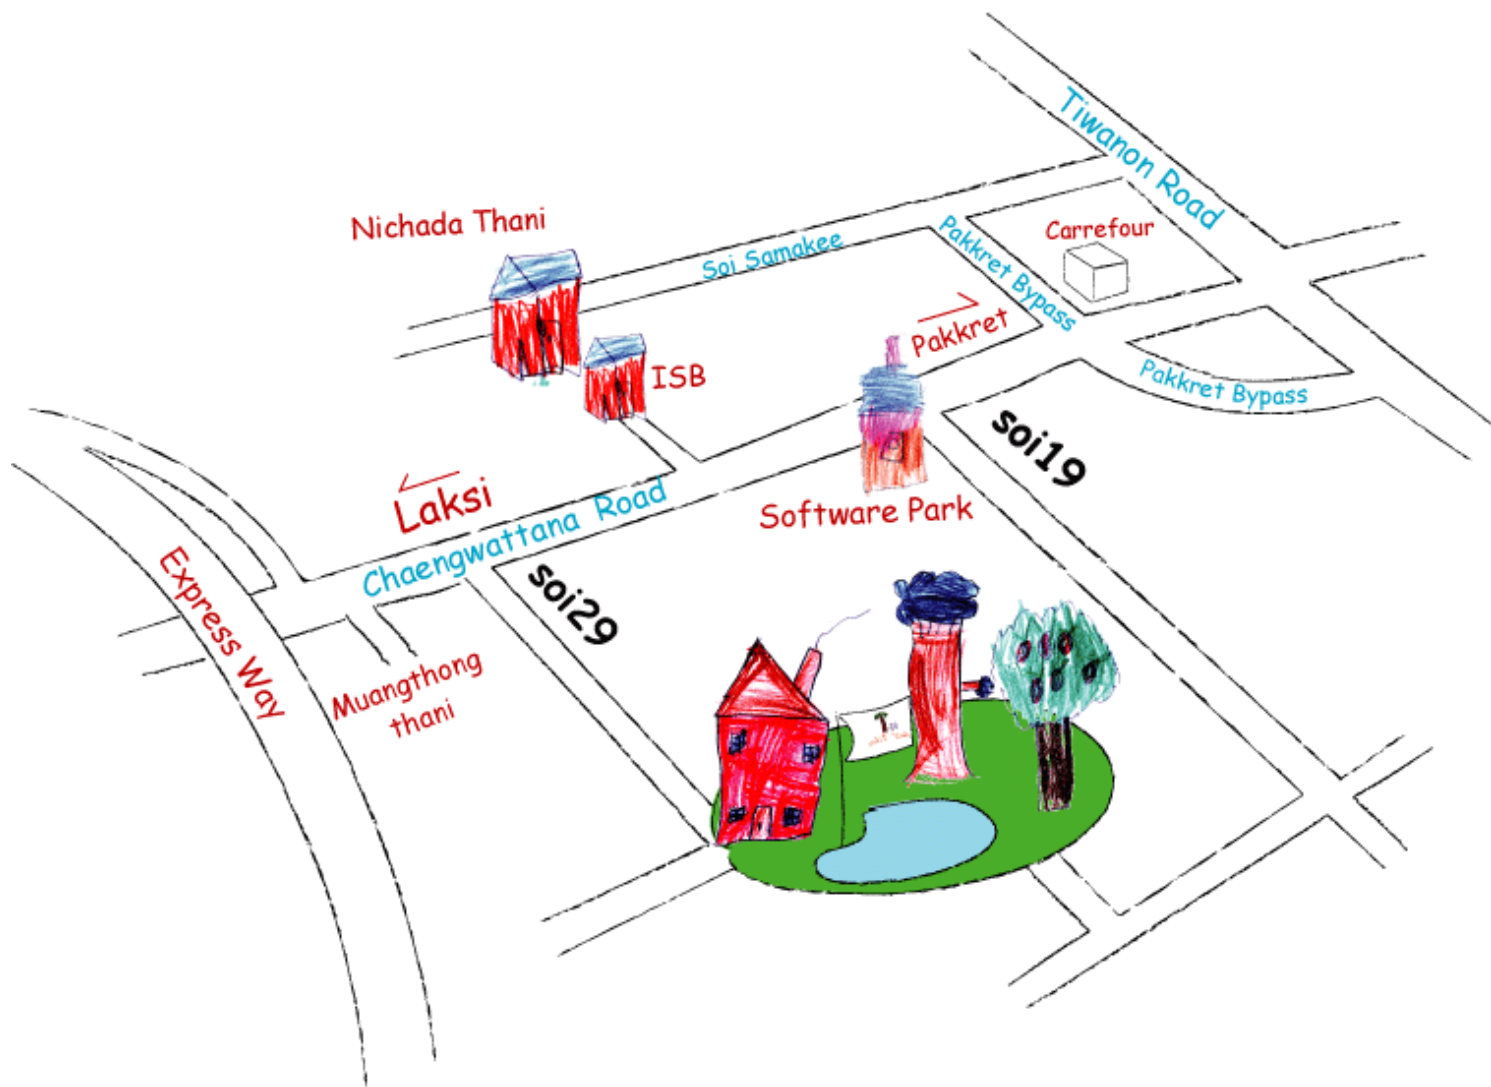 Tiwanon Road
Nichada Thani
Carrefour
Soi Samakee
Pakkret Bypass
Pakkret
ISB
Pakkret Bypass
soi19
Laksi
Software Park
Chaengwattana Road
Express Way
soi29
Muangthong
thani